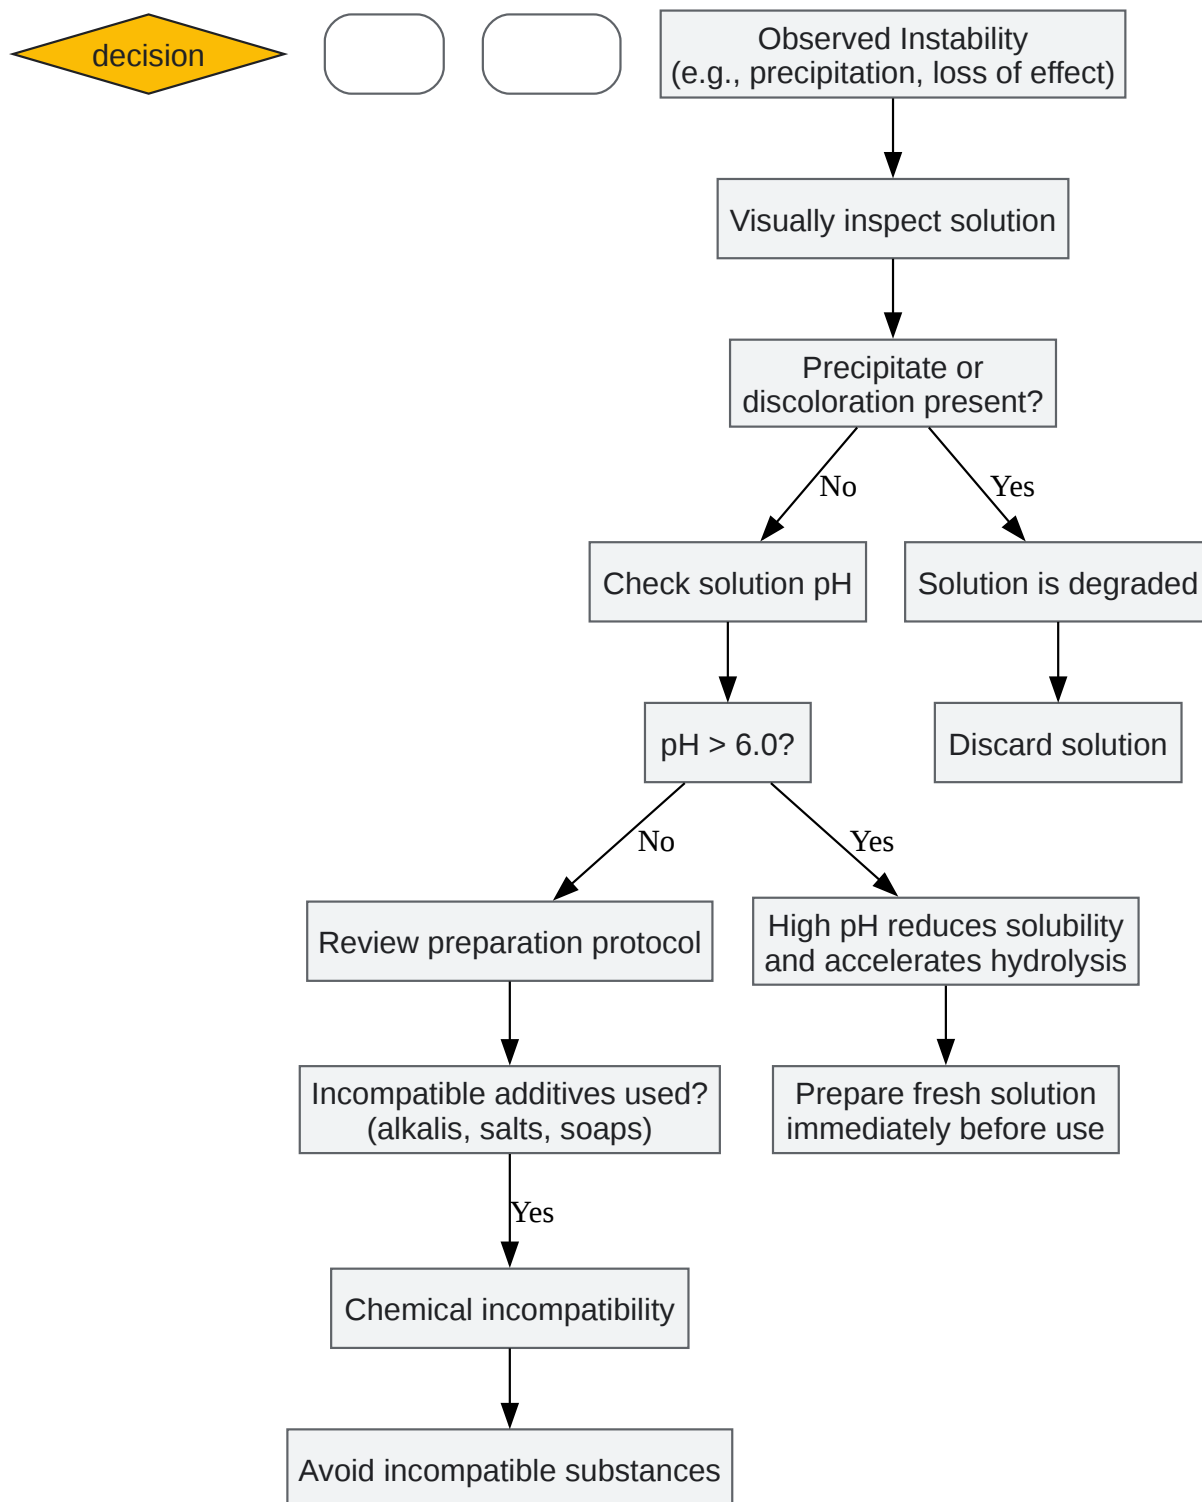 decision
Observed Instability
(e.g., precipitation, loss of effect)
Visually inspect solution
Precipitate or
discoloration present?
No
Yes
Check solution pH
Solution is degraded
pH > 6.0?
Discard solution
No
Yes
Review preparation protocol
High pH reduces solubility
and accelerates hydrolysis
Incompatible additives used?
(alkalis, salts, soaps)
Prepare fresh solution
immediately before use
Yes
Chemical incompatibility
Avoid incompatible substances